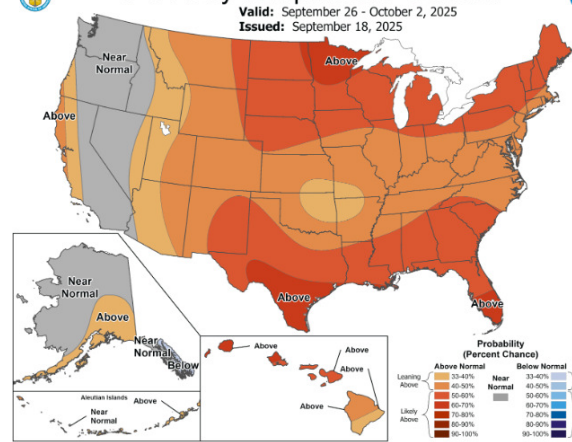 Valid: September 26 - October 2, 2025
Issued: September 18, 2025
Near
Normal
Above
Above
Above
Above
Near
Normal
Above
Near
Normal
Below
Aleutian Islands
Above
Near
Normal
Above
Above
Above
Above
Above
Probability
(Percent Chance)
Above Normal
Below Normal
Leaning
Above
33-40%
40-50%
50-60%
Likely
Above
60-70%
70-80%
80-90%
90-100%
Near
Normal
33-40%
40-50%
50-60%
60-70%
70-80%
80-90%
90-100%